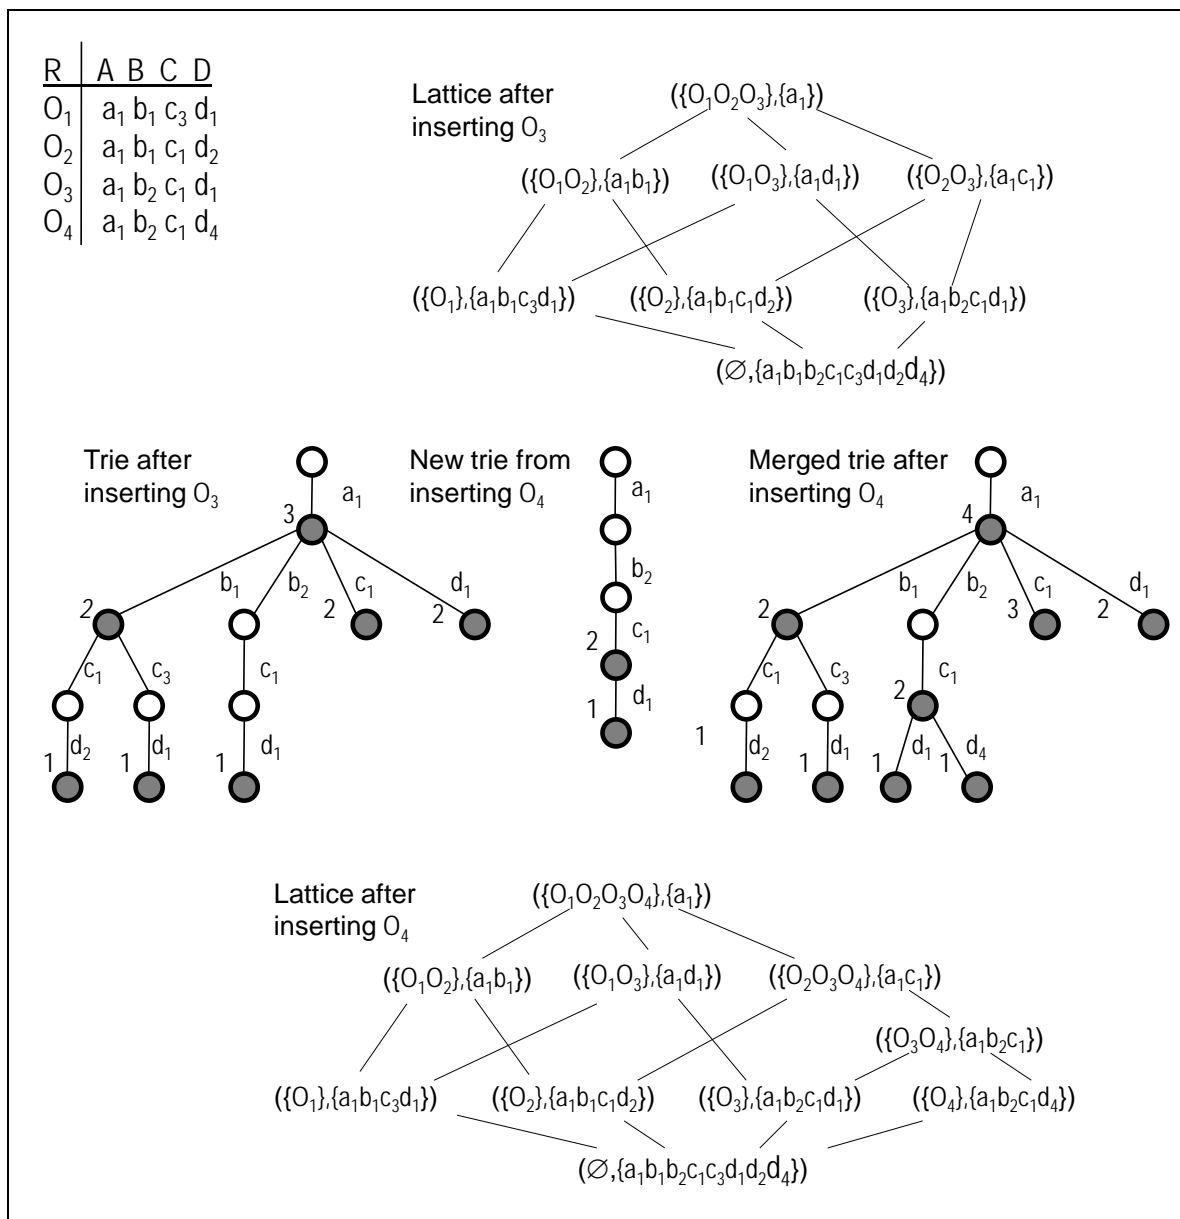 R A B C D
O₁ a₁ b₁ c₃ d₁
O₂ a₁ b₁ c₁ d₂
O₃ a₁ b₂ c₁ d₁
O₄ a₁ b₂ c₁ d₄
Lattice after
inserting O₃
({O₁O₂O₃},{a₁})
({O₁O₂},{a₁b₁}) ({O₁O₃},{a₁d₁}) ({O₂O₃},{a₁c₁})
({O₁},{a₁b₁c₃d₁}) ({O₂},{a₁b₁c₁d₂}) ({O₃},{a₁b₂c₁d₁})
(∅,{a₁b₁b₂c₁c₃d₁d₂d₄})
Trie after
inserting O₃
a₁
3
b₁ b₂ c₁ d₁
2 2 2
c₁ c₃ c₁
d₂ d₁ d₁
1 1 1
New trie from
inserting O₄
a₁
b₂
c₁
2
d₁
1
Merged trie after
inserting O₄
a₁
4
b₁ b₂ c₁ d₁
2 3 2
c₁ c₃ c₁
2
1 d₂ d₁ d₁ d₄
1 1 1
Lattice after
inserting O₄
({O₁O₂O₃O₄},{a₁})
({O₁O₂},{a₁b₁}) ({O₁O₃},{a₁d₁}) ({O₂O₃O₄},{a₁c₁})
({O₃O₄},{a₁b₂c₁})
({O₁},{a₁b₁c₃d₁}) ({O₂},{a₁b₁c₁d₂}) ({O₃},{a₁b₂c₁d₁}) ({O₄},{a₁b₂c₁d₄})
(∅,{a₁b₁b₂c₁c₃d₁d₂d₄})